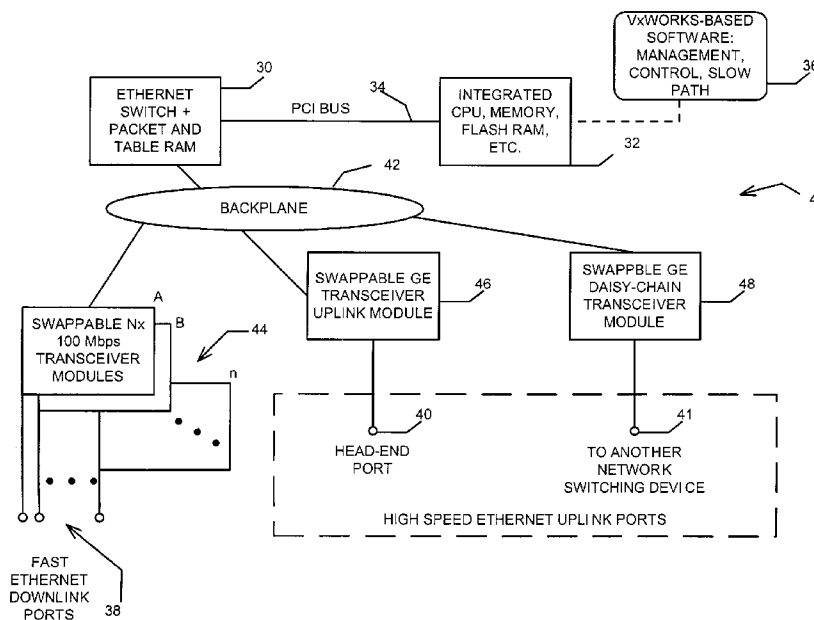 VxWORKS-BASED
SOFTWARE:
MANAGEMENT,
CONTROL, SLOW
PATH
36
30
ETHERNET
SWITCH +
PACKET AND
TABLE RAM
PCI BUS
34
INTEGRATED
CPU, MEMORY,
FLASH RAM,
ETC.
32
42
BACKPLANE
4
SWAPPABLE GE
TRANSCEIVER
UPLINK MODULE
46
SWAPPBLE GE
DAISY-CHAIN
TRANSCEIVER
MODULE
48
A
SWAPPABLE Nx
100 Mbps
TRANSCEIVER
MODULES
B
44
n
40
HEAD-END
PORT
41
TO ANOTHER
NETWORK
SWITCHING DEVICE
HIGH SPEED ETHERNET UPLINK PORTS
FAST
ETHERNET
DOWNLINK
PORTS
38